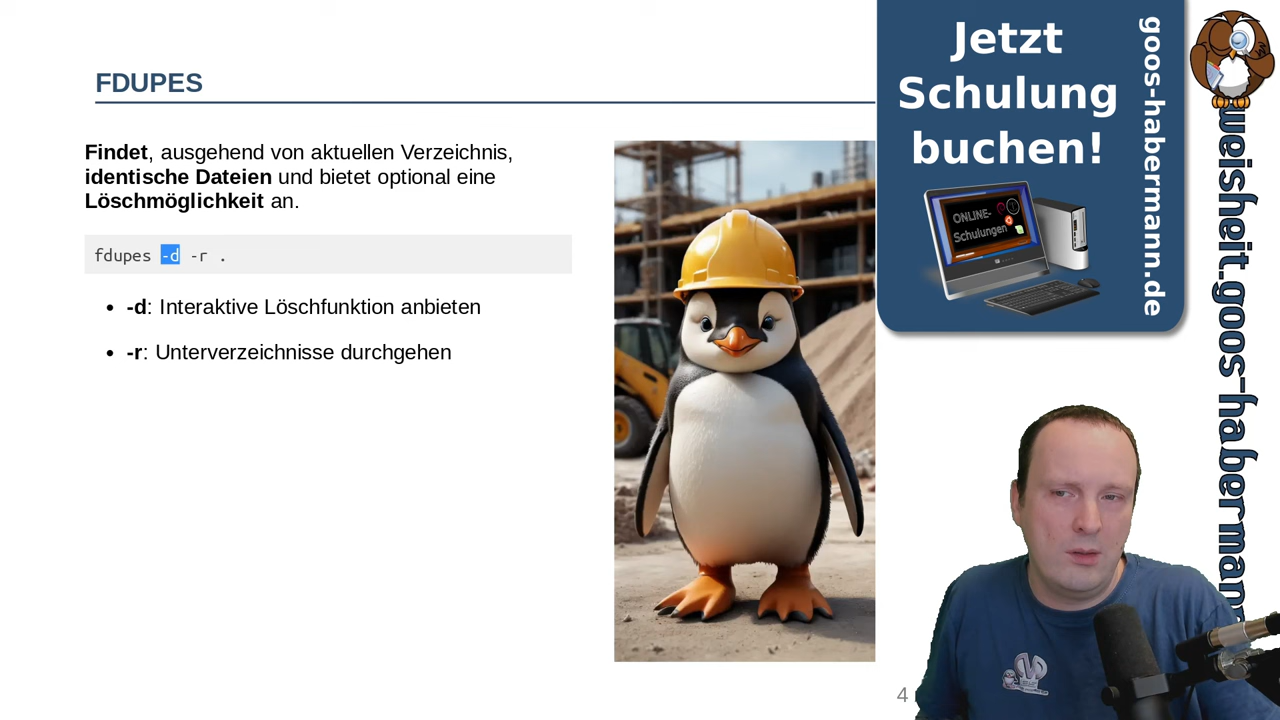 FDUPES
Findet, ausgehend von aktuellen Verzeichnis,
identische Dateien und bietet optional eine
Löschmöglichkeit an.
fdupes -d -r .
• -d: Interaktive Löschfunktion anbieten
• -r: Unterverzeichnisse durchgehen
4
Jetzt
Schulung
buchen!
ONLINE-
Schulungen
goos-habermann.de
weisheit.goos-habermann